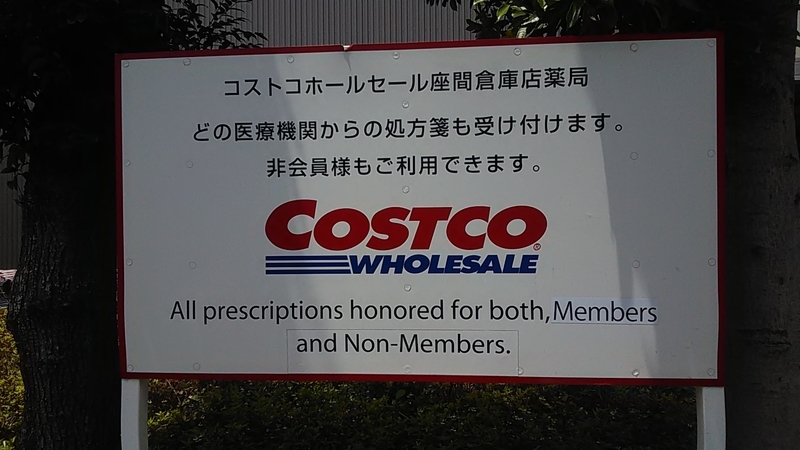 コストコホールセール座間倉庫店薬局
どの医療機関からの処方箋も受け付けます。
非会員様もご利用できます。
COSTCO®
WHOLESALE
All prescriptions honored for both, Members
and Non-Members.